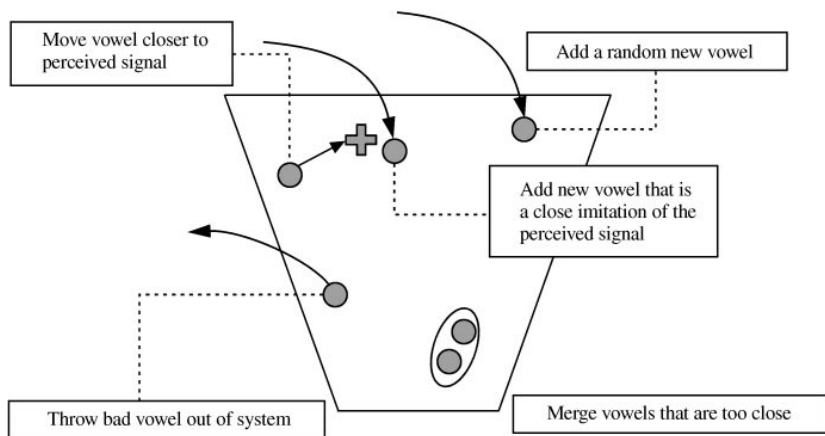 Move vowel closer to
perceived signal
Add a random new vowel
Add new vowel that is
a close imitation of the
perceived signal
Throw bad vowel out of system
Merge vowels that are too close